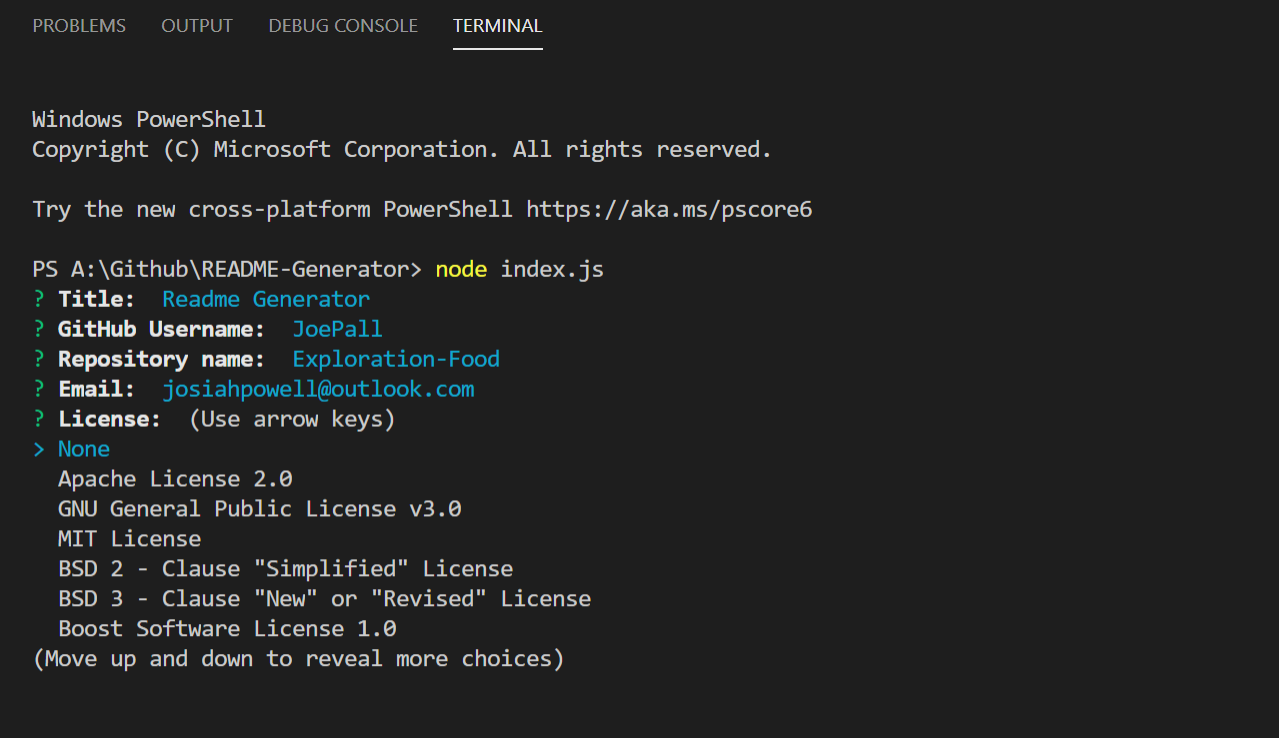 PROBLEMS OUTPUT DEBUG CONSOLE TERMINAL
Windows PowerShell
Copyright (C) Microsoft Corporation. All rights reserved.
Try the new cross-platform PowerShell https://aka.ms/pscore6
PS A:\Github\README-Generator> node index.js
? Title:  Readme Generator
? GitHub Username:  JoePall
? Repository name:  Exploration-Food
? Email:  josiahpowell@outlook.com
? License:  (Use arrow keys)
> None
  Apache License 2.0
  GNU General Public License v3.0
  MIT License
  BSD 2 - Clause "Simplified" License
  BSD 3 - Clause "New" or "Revised" License
  Boost Software License 1.0
(Move up and down to reveal more choices)